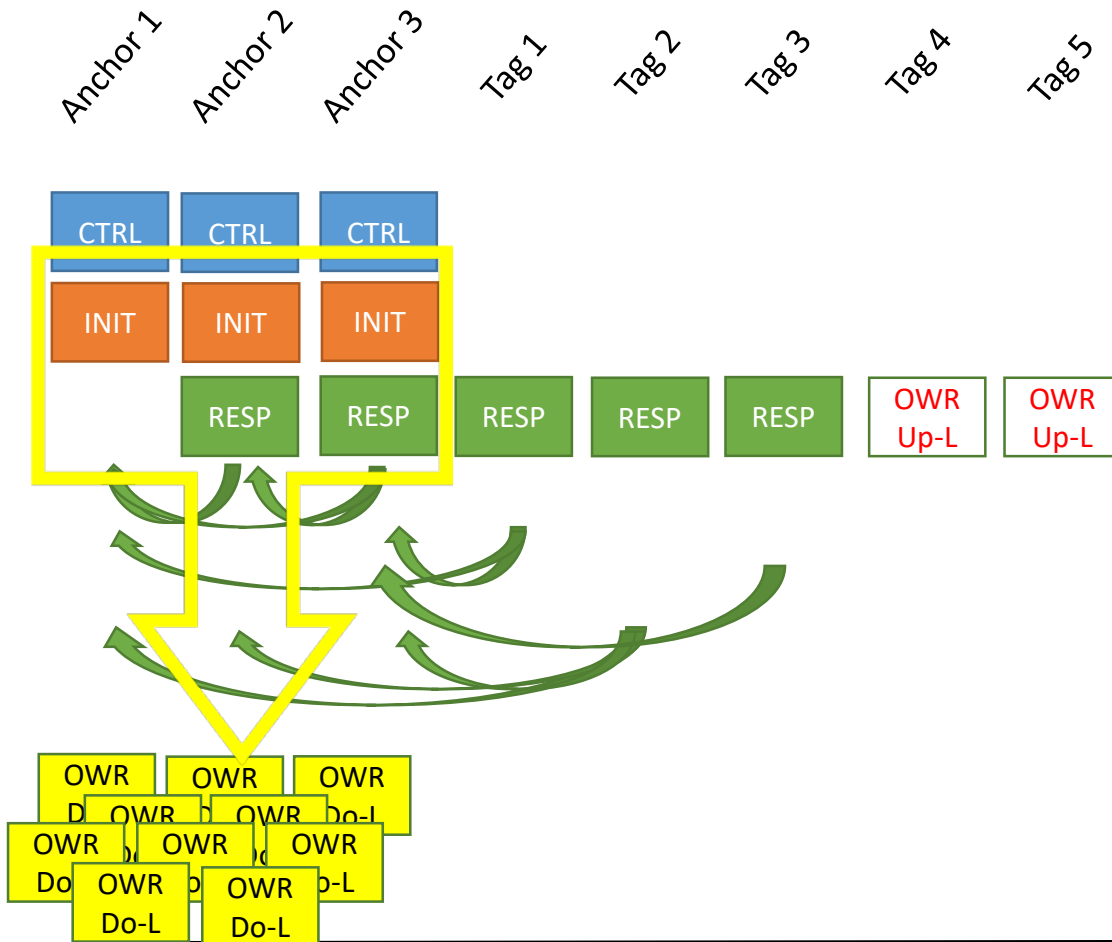 Anchor 1
Anchor 2
Anchor 3
Tag 1
Tag 2
Tag 3
Tag 4
Tag 5
CTRL
CTRL
CTRL
INIT
INIT
INIT
RESP
RESP
RESP
RESP
RESP
OWR
Up-L
OWR
Up-L
OWR
OWR
OWR
Do-L
OWR
OWR
OWR
OWR
OWR
OWR
Do-L
OWR
Do-L